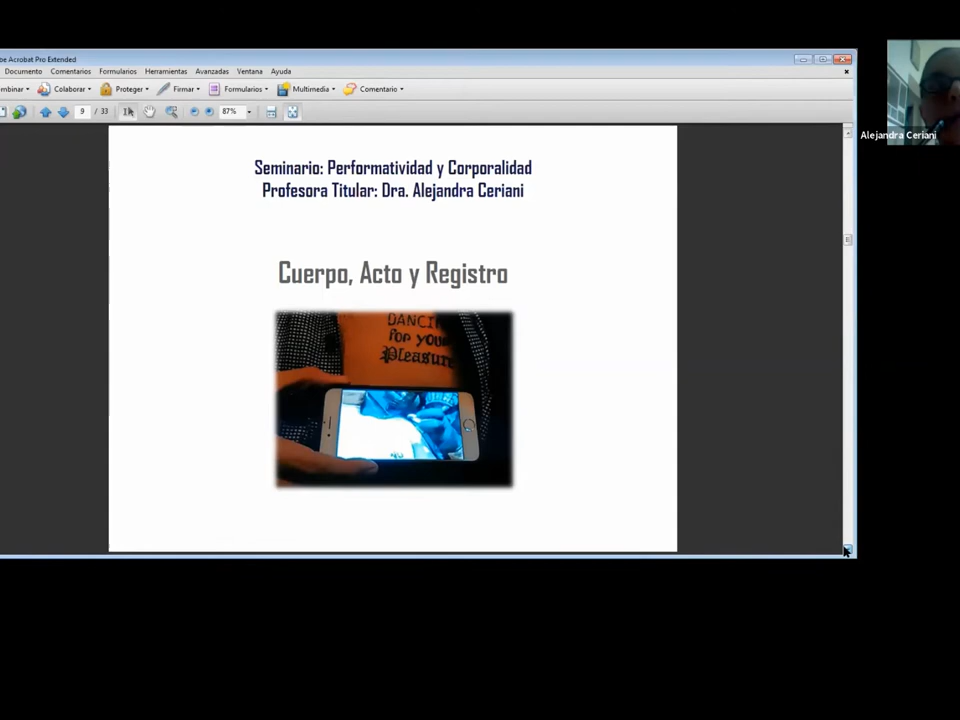 be Acrobat Pro Extended
Documento Comentarios Formularios Herramientas Avanzadas Ventana Ayuda
mbinar Colaborar Proteger Firmar Formularios Multimedia Comentario
9 / 33 87%
Alejandra Ceriani
Seminario: Performatividad y Corporalidad
Profesora Titular: Dra. Alejandra Ceriani
Cuerpo, Acto y Registro
DANCIN
for your
Pleasure